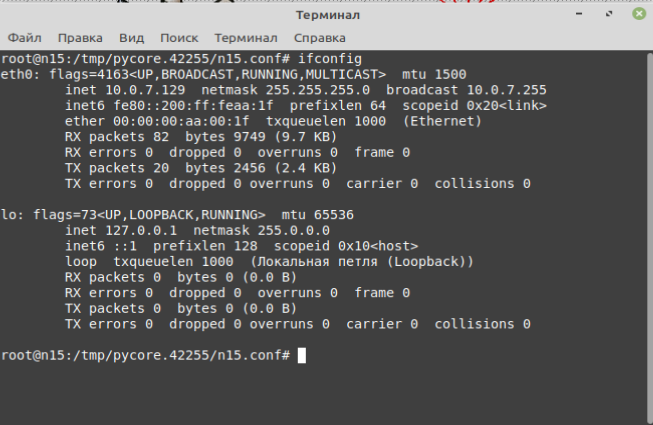 Терминал
Файл Правка Вид Поиск Терминал Справка
root@n15:/tmp/pycore.42255/n15.conf# ifconfig
eth0: flags=4163<UP,BROADCAST,RUNNING,MULTICAST>  mtu 1500
        inet 10.0.7.129  netmask 255.255.255.0  broadcast 10.0.7.255
        inet6 fe80::200:ff:feaa:1f  prefixlen 64  scopeid 0x20<link>
        ether 00:00:00:aa:00:1f  txqueuelen 1000  (Ethernet)
        RX packets 82  bytes 9749 (9.7 KB)
        RX errors 0  dropped 0  overruns 0  frame 0
        TX packets 20  bytes 2456 (2.4 KB)
        TX errors 0  dropped 0 overruns 0  carrier 0  collisions 0

lo: flags=73<UP,LOOPBACK,RUNNING>  mtu 65536
        inet 127.0.0.1  netmask 255.0.0.0
        inet6 ::1  prefixlen 128  scopeid 0x10<host>
        loop  txqueuelen 1000  (Локальная петля (Loopback))
        RX packets 0  bytes 0 (0.0 B)
        RX errors 0  dropped 0  overruns 0  frame 0
        TX packets 0  bytes 0 (0.0 B)
        TX errors 0  dropped 0 overruns 0  carrier 0  collisions 0

root@n15:/tmp/pycore.42255/n15.conf#